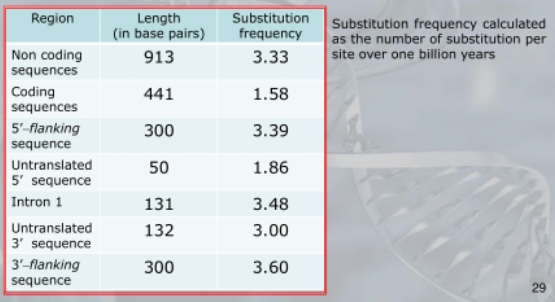 Region Length Substitution
(in base pairs) frequency
Non coding
sequences 913 3.33
Coding
sequences 441 1.58
5’–flanking
sequence 300 3.39
Untranslated
5’ sequence 50 1.86
Intron 1 131 3.48
Untranslated
3’ sequence 132 3.00
3’–flanking
sequence 300 3.60
Substitution frequency calculated
as the number of substitution per
site over one billion years
29